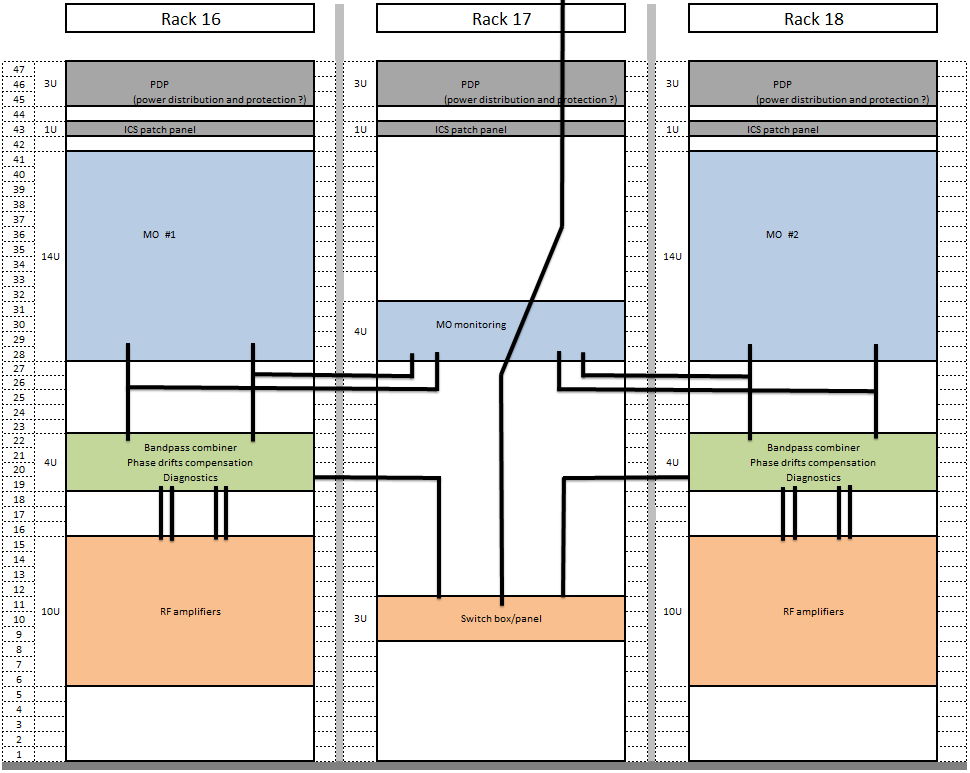 Rack 16
Rack 17
Rack 18
47
46
45
44
43
42
41
40
39
38
37
36
35
34
33
32
31
30
29
28
27
26
25
24
23
22
21
20
19
18
17
16
15
14
13
12
11
10
9
8
7
6
5
4
3
2
1
3U
PDP
(power distribution and protection ?)
1U
ICS patch panel
14U
MO #1
4U
Bandpass combiner
Phase drifts compensation
Diagnostics
10U
RF amplifiers
3U
PDP
(power distribution and protection ?)
1U
ICS patch panel
4U
MO monitoring
3U
Switch box/panel
3U
PDP
(power distribution and protection ?)
1U
ICS patch panel
14U
MO #2
4U
Bandpass combiner
Phase drifts compensation
Diagnostics
10U
RF amplifiers